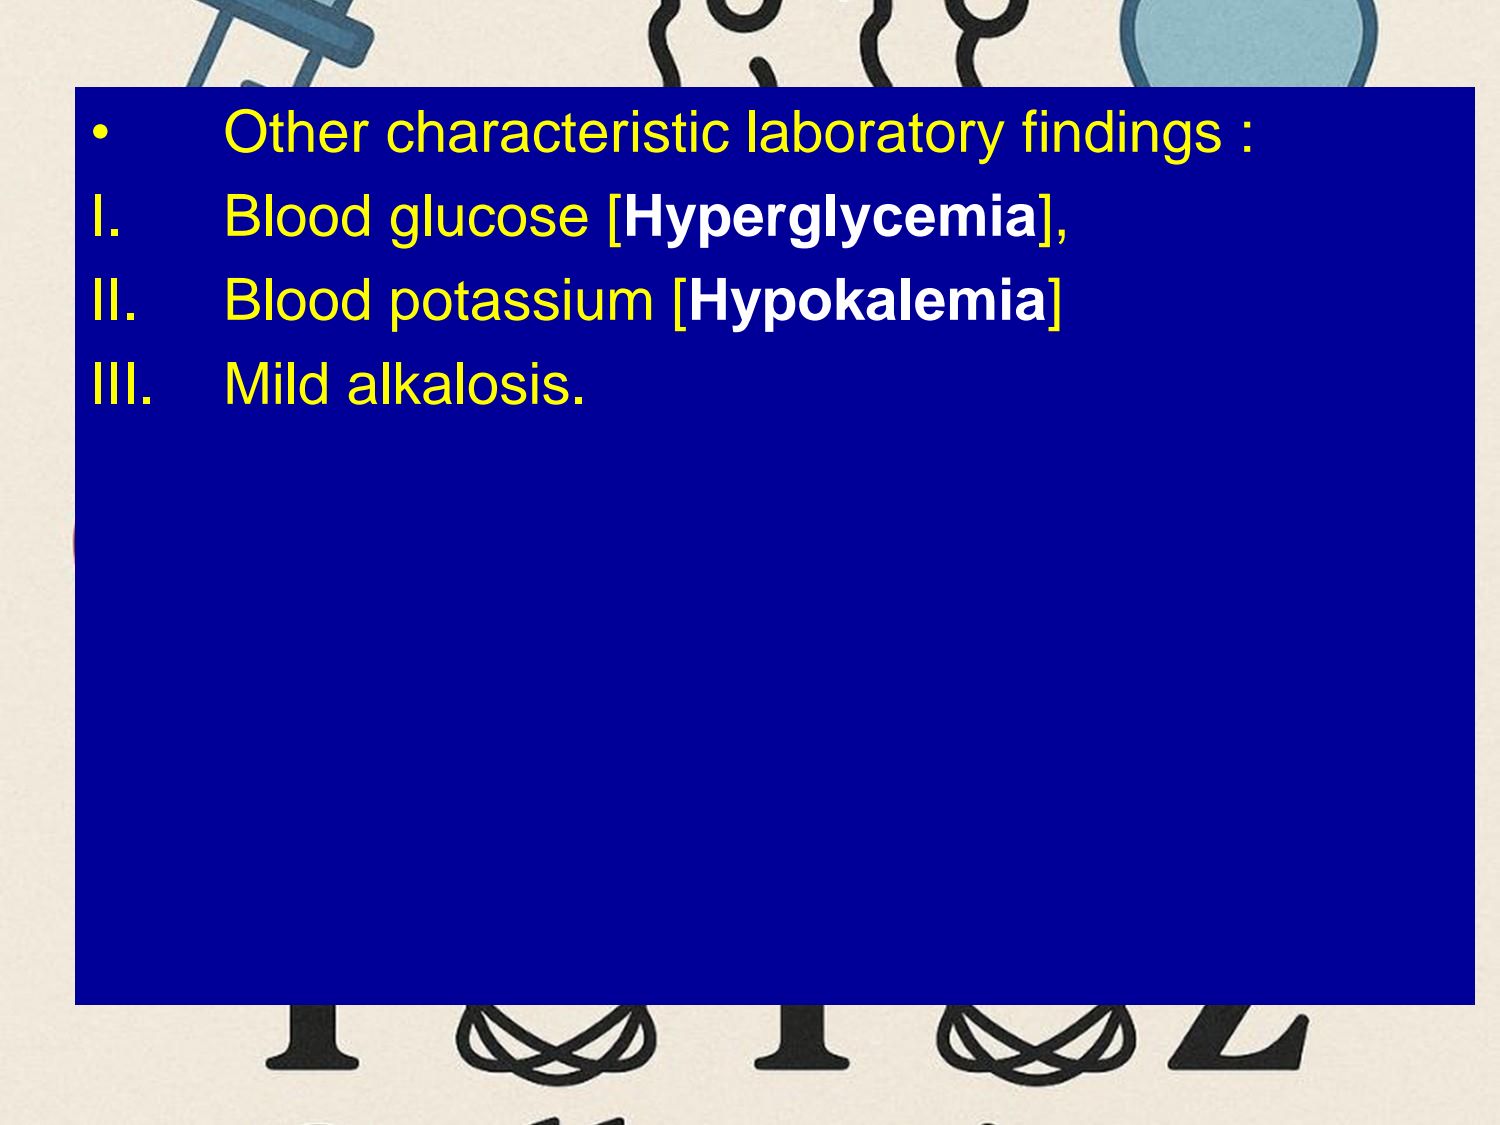 • Other characteristic laboratory findings :
I. Blood glucose [Hyperglycemia],
II. Blood potassium [Hypokalemia]
III. Mild alkalosis.